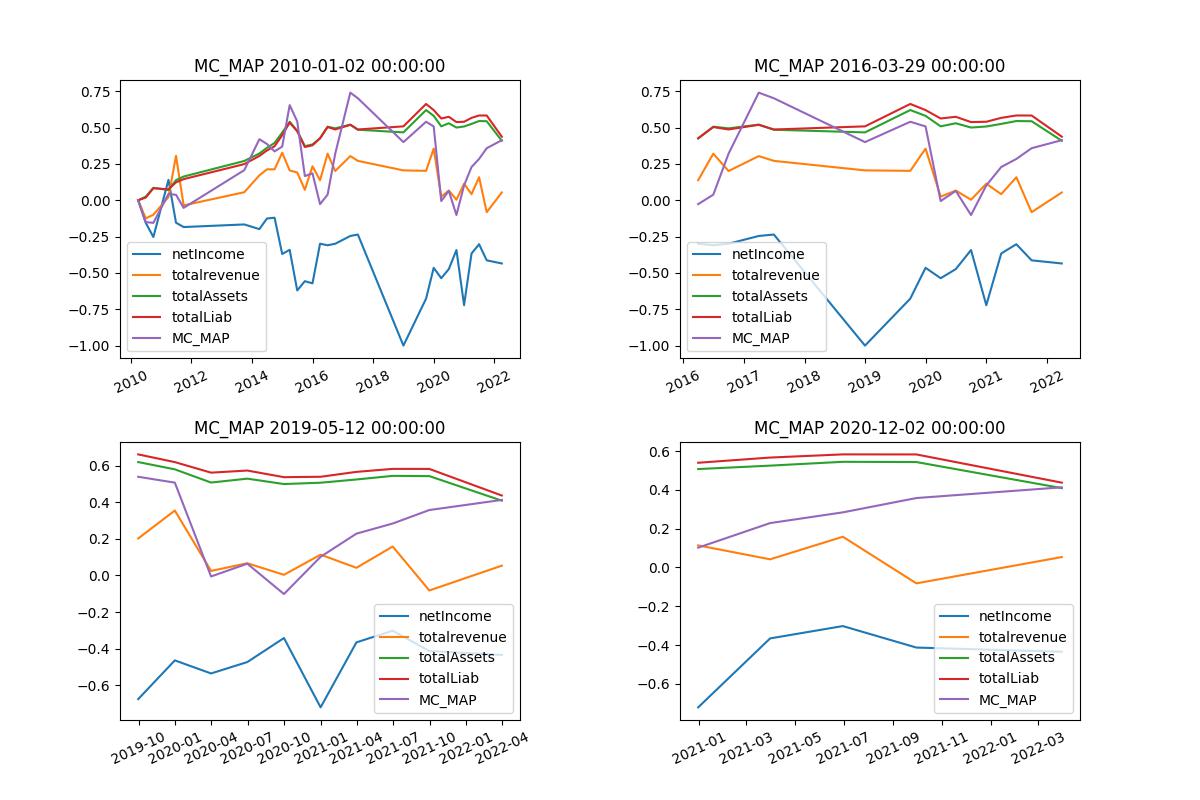 MC_MAP 2010-01-02 00:00:00
0.75
0.50
0.25
0.00
−0.25
−0.50
−0.75
−1.00
netIncome
totalrevenue
totalAssets
totalLiab
MC_MAP
2010 2012 2014 2016 2018 2020 2022
MC_MAP 2016-03-29 00:00:00
0.75
0.50
0.25
0.00
−0.25
−0.50
−0.75
−1.00
netIncome
totalrevenue
totalAssets
totalLiab
MC_MAP
2016 2017 2018 2019 2020 2021 2022
MC_MAP 2019-05-12 00:00:00
0.6
0.4
0.2
0.0
−0.2
−0.4
−0.6
netIncome
totalrevenue
totalAssets
totalLiab
MC_MAP
2019-10 2020-01 2020-04 2020-07 2020-10 2021-01 2021-04 2021-07 2021-10 2022-01 2022-04
MC_MAP 2020-12-02 00:00:00
0.6
0.4
0.2
0.0
−0.2
−0.4
−0.6
netIncome
totalrevenue
totalAssets
totalLiab
MC_MAP
2021-01 2021-03 2021-05 2021-07 2021-09 2021-11 2022-01 2022-03